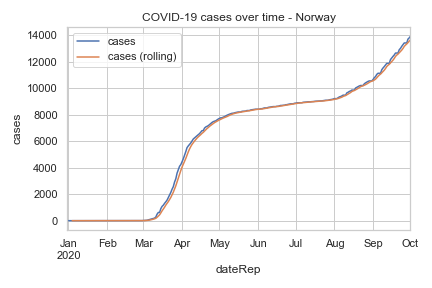 COVID-19 cases over time - Norway
cases
cases (rolling)
14000
12000
10000
8000
6000
4000
2000
0
cases
Jan Feb Mar Apr May Jun Jul Aug Sep Oct
2020
dateRep